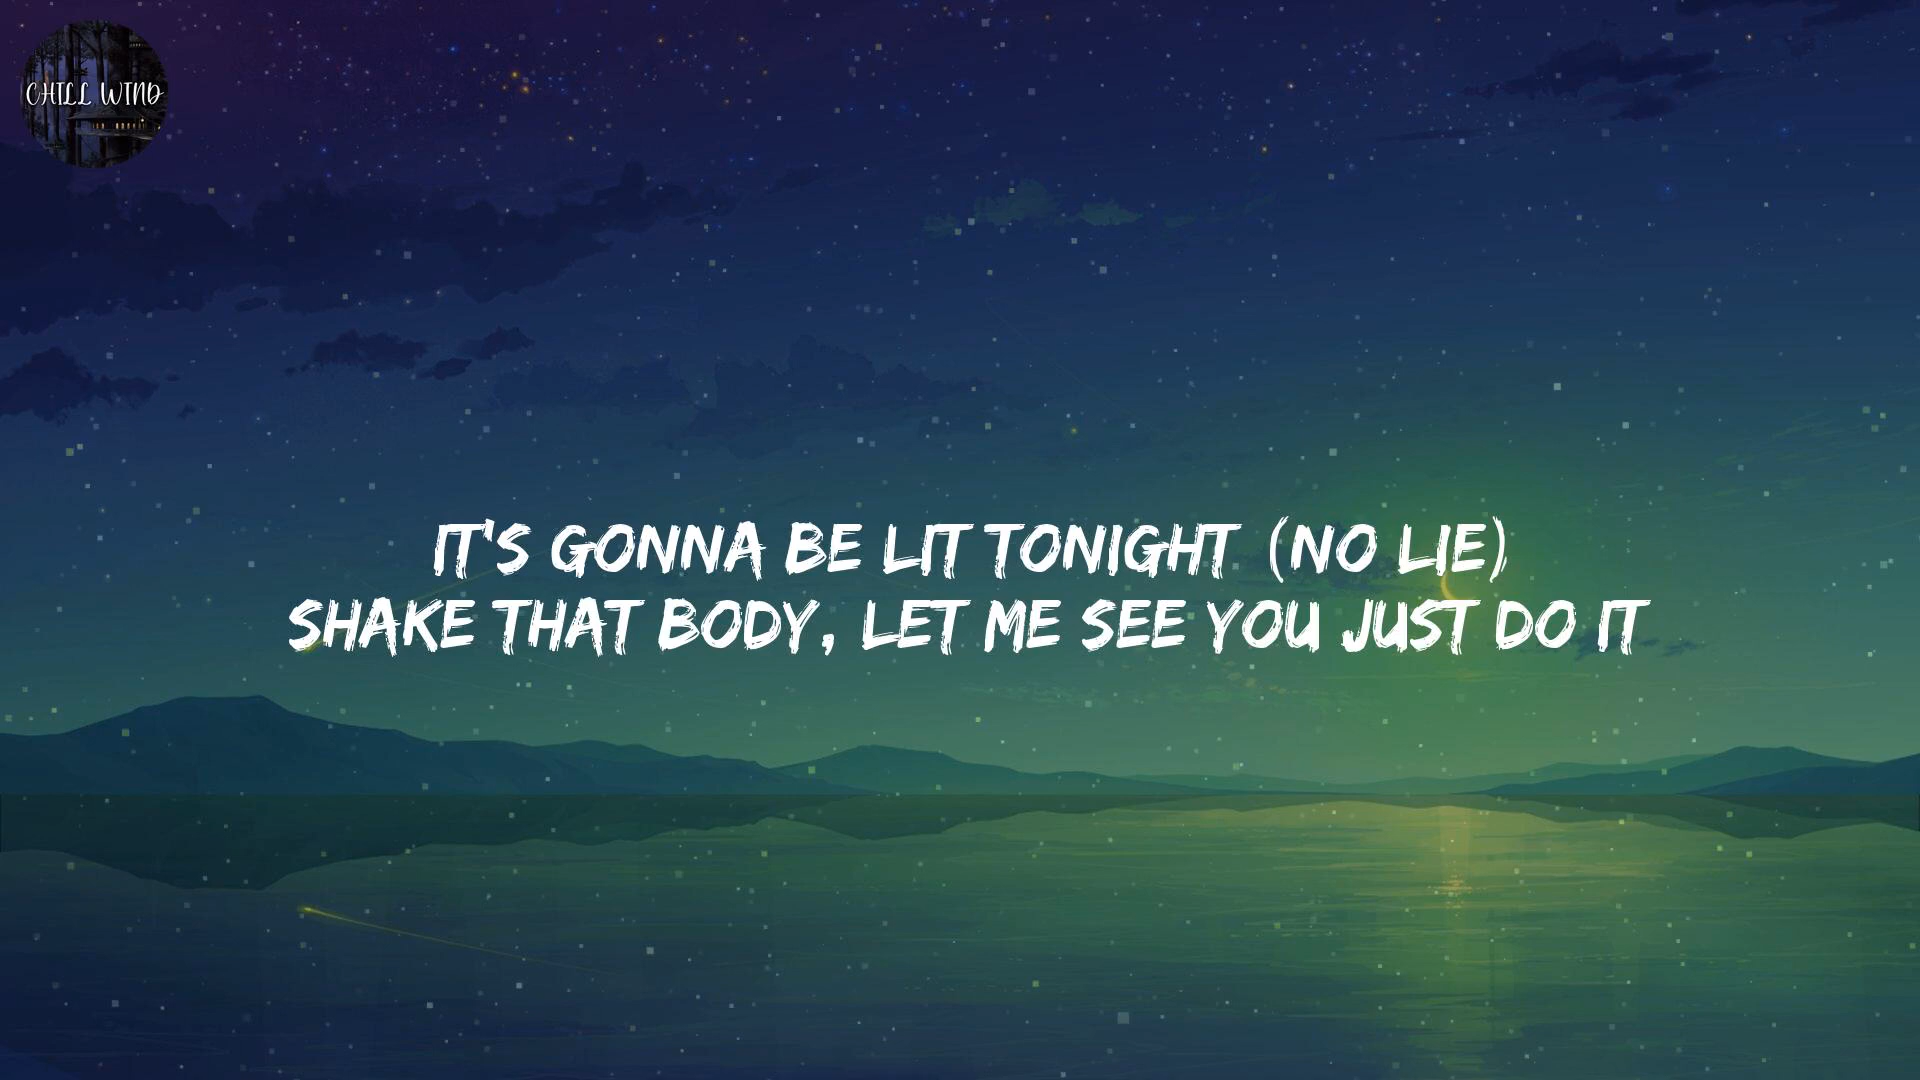 CHILL WIND
IT'S GONNA BE LIT TONIGHT (NO LIE)
SHAKE THAT BODY, LET ME SEE YOU JUST DO IT